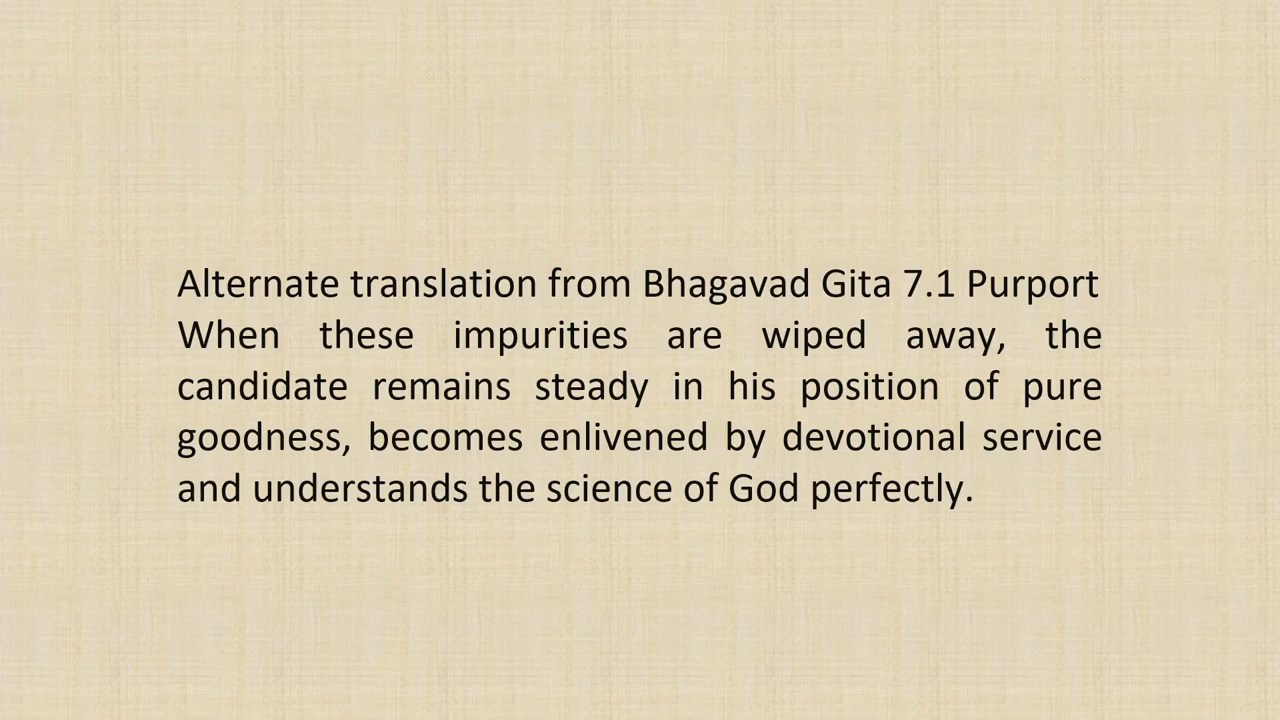 Alternate translation from Bhagavad Gita 7.1 Purport
When these impurities are wiped away, the
candidate remains steady in his position of pure
goodness, becomes enlivened by devotional service
and understands the science of God perfectly.